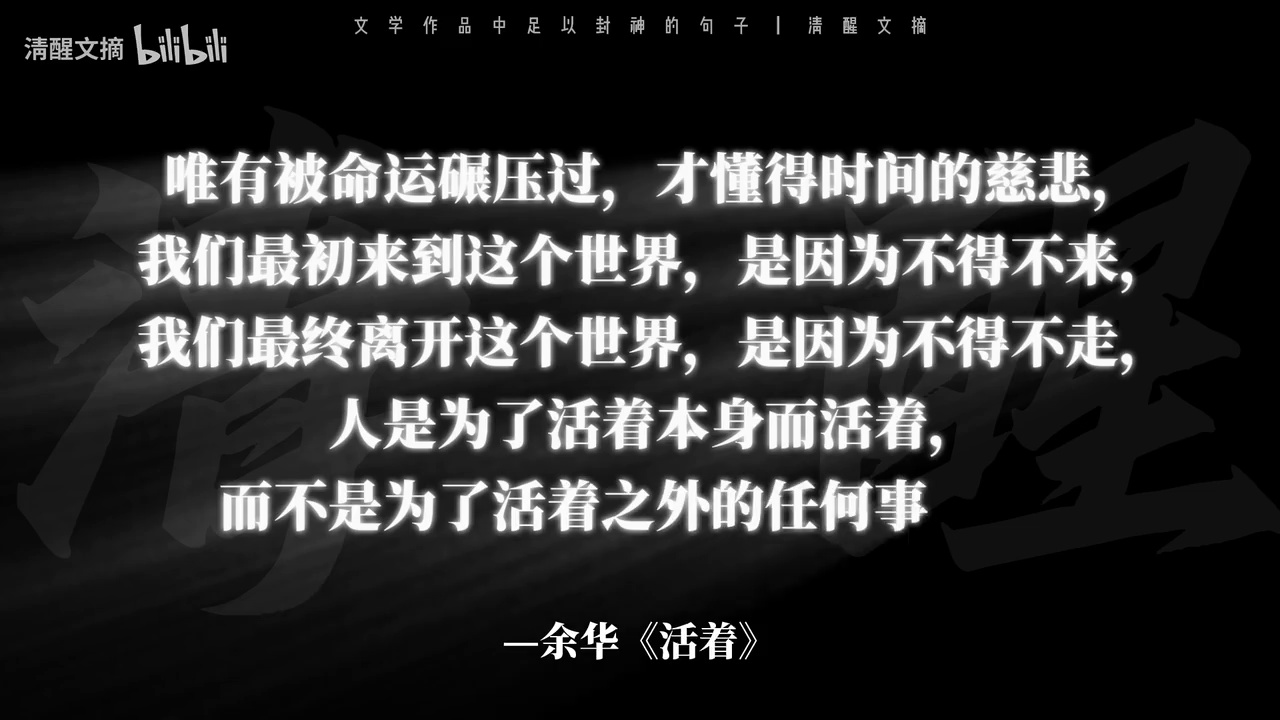 文学作品中足以封神的句子 | 清醒文摘
清醒文摘 bilibili
清醒
唯有被命运碾压过，才懂得时间的慈悲，
我们最初来到这个世界，是因为不得不来，
我们最终离开这个世界，是因为不得不走，
人是为了活着本身而活着，
而不是为了活着之外的任何事
—余华《活着》